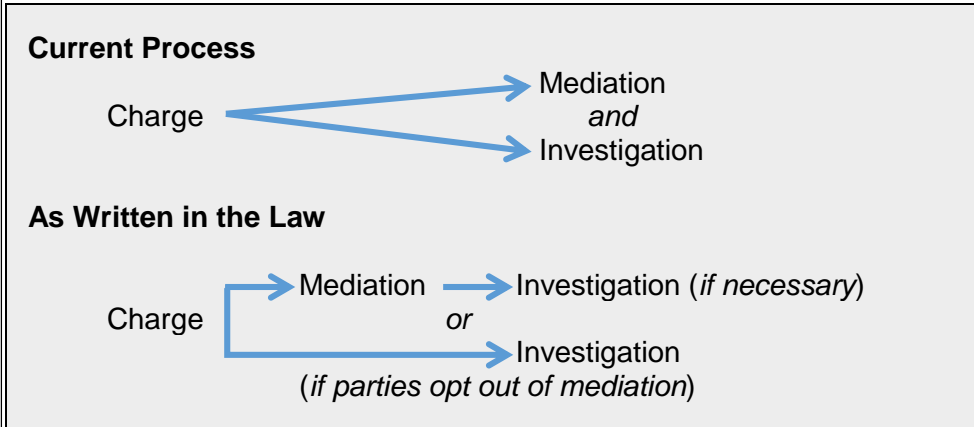 Current Process
Mediation
Charge
and
Investigation
As Written in the Law
Mediation
Investigation (if necessary)
Charge
or
Investigation
(if parties opt out of mediation)